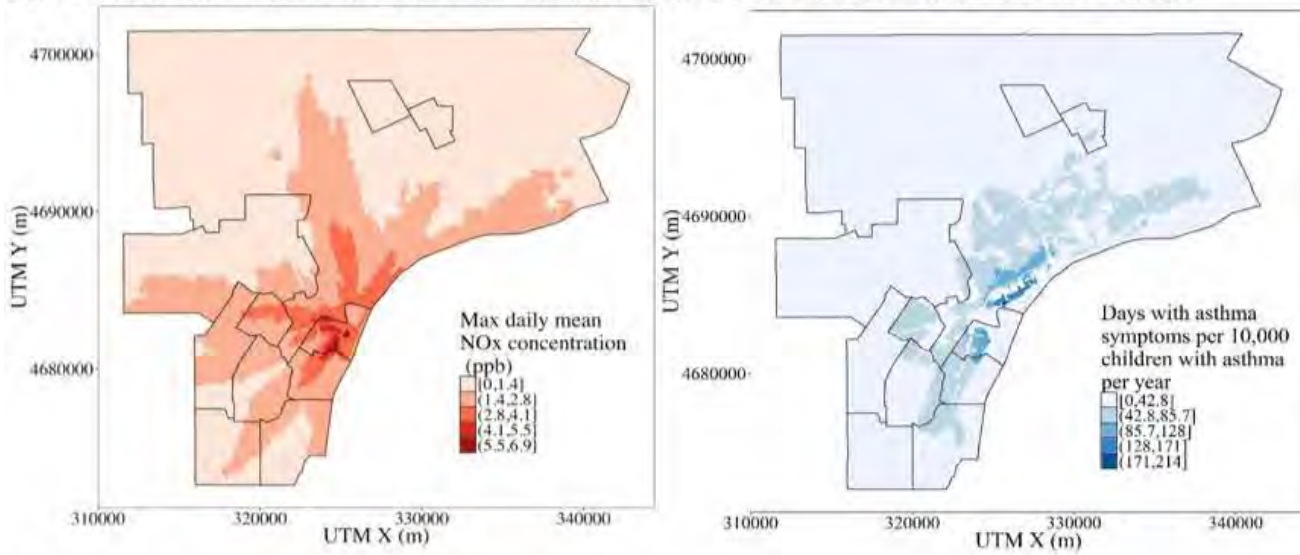 4700000
4690000
4680000
UTM Y (m)
310000 320000 330000 340000
UTM X (m)
Max daily mean
NOx concentration
(ppb)
[0,1.4]
(1.4,2.8]
(2.8,4.1]
(4.1,5.5]
(5.5,6.9]
4700000
4690000
4680000
UTM Y (m)
310000 320000 330000 340000
UTM X (m)
Days with asthma
symptoms per 10,000
children with asthma
per year
[0,42.8]
(42.8,85.7]
(85.7,128]
(128,171]
(171,214]